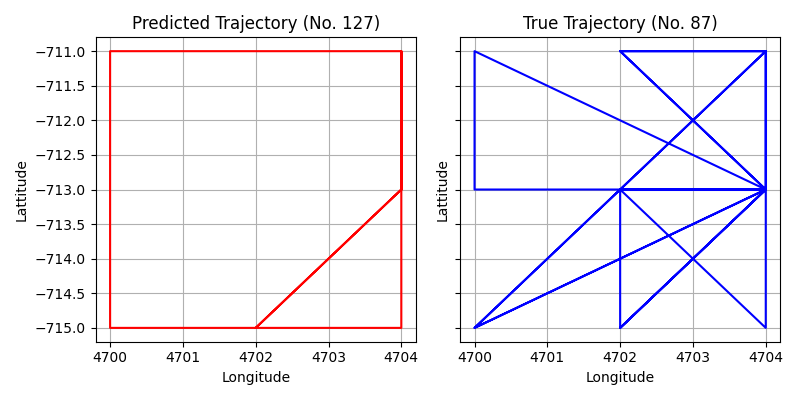 Predicted Trajectory (No. 127)
True Trajectory (No. 87)
Lattitude
−711.0
−711.5
−712.0
−712.5
−713.0
−713.5
−714.0
−714.5
−715.0
4700 4701 4702 4703 4704
Longitude
Lattitude
4700 4701 4702 4703 4704
Longitude